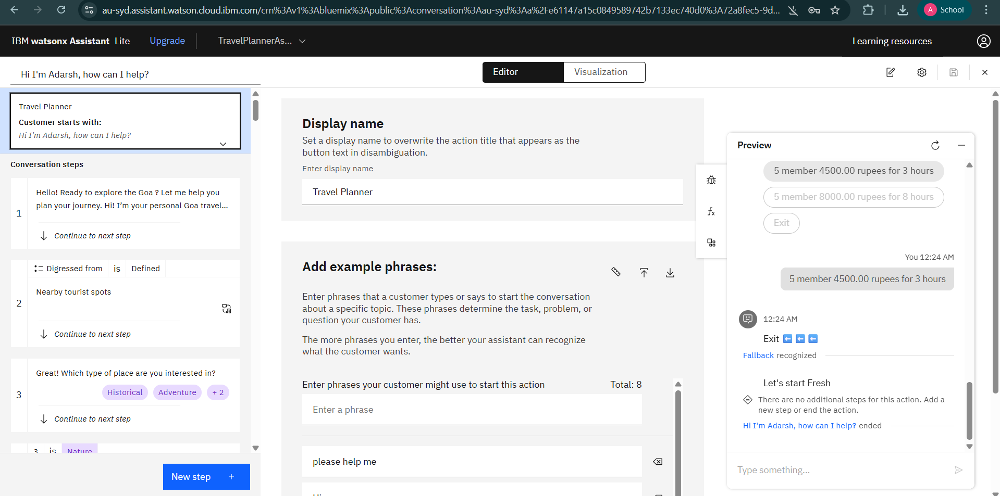 au-syd.assistant.watson.cloud.ibm.com/crn%3Av1%3Abluemix%3Apublic%3Aconversation%3Aau-syd%3Aa%2Fe61147a15c0849589742b7133ec740d0%3A72a8fec5-9d...
A School
IBM watsonx Assistant Lite
Upgrade
TravelPlannerAs...
Learning resources
Hi I'm Adarsh, how can I help?
Editor
Visualization
Travel Planner
Customer starts with:
Hi I'm Adarsh, how can I help?
Conversation steps
1
Hello! Ready to explore the Goa ? Let me help you
plan your journey. Hi! I’m your personal Goa travel...
Continue to next step
2
Digressed from is Defined
Nearby tourist spots
Continue to next step
3
Great! Which type of place are you interested in?
Historical Adventure + 2
Continue to next step
3 is Nature
New step +
Display name
Set a display name to overwrite the action title that appears as the
button text in disambiguation.
Enter display name
Travel Planner
Add example phrases:
Enter phrases that a customer types or says to start the conversation
about a specific topic. These phrases determine the task, problem, or
question your customer has.
The more phrases you enter, the better your assistant can recognize
what the customer wants.
Enter phrases your customer might use to start this action
Total: 8
Enter a phrase
please help me
Hi
Preview
5 member 4500.00 rupees for 3 hours
5 member 8000.00 rupees for 8 hours
Exit
You 12:24 AM
5 member 4500.00 rupees for 3 hours
12:24 AM
Exit ⬅️ ⬅️ ⬅️
Fallback recognized
Let's start Fresh
There are no additional steps for this action. Add a
new step or end the action.
Hi I'm Adarsh, how can I help? ended
Type something...